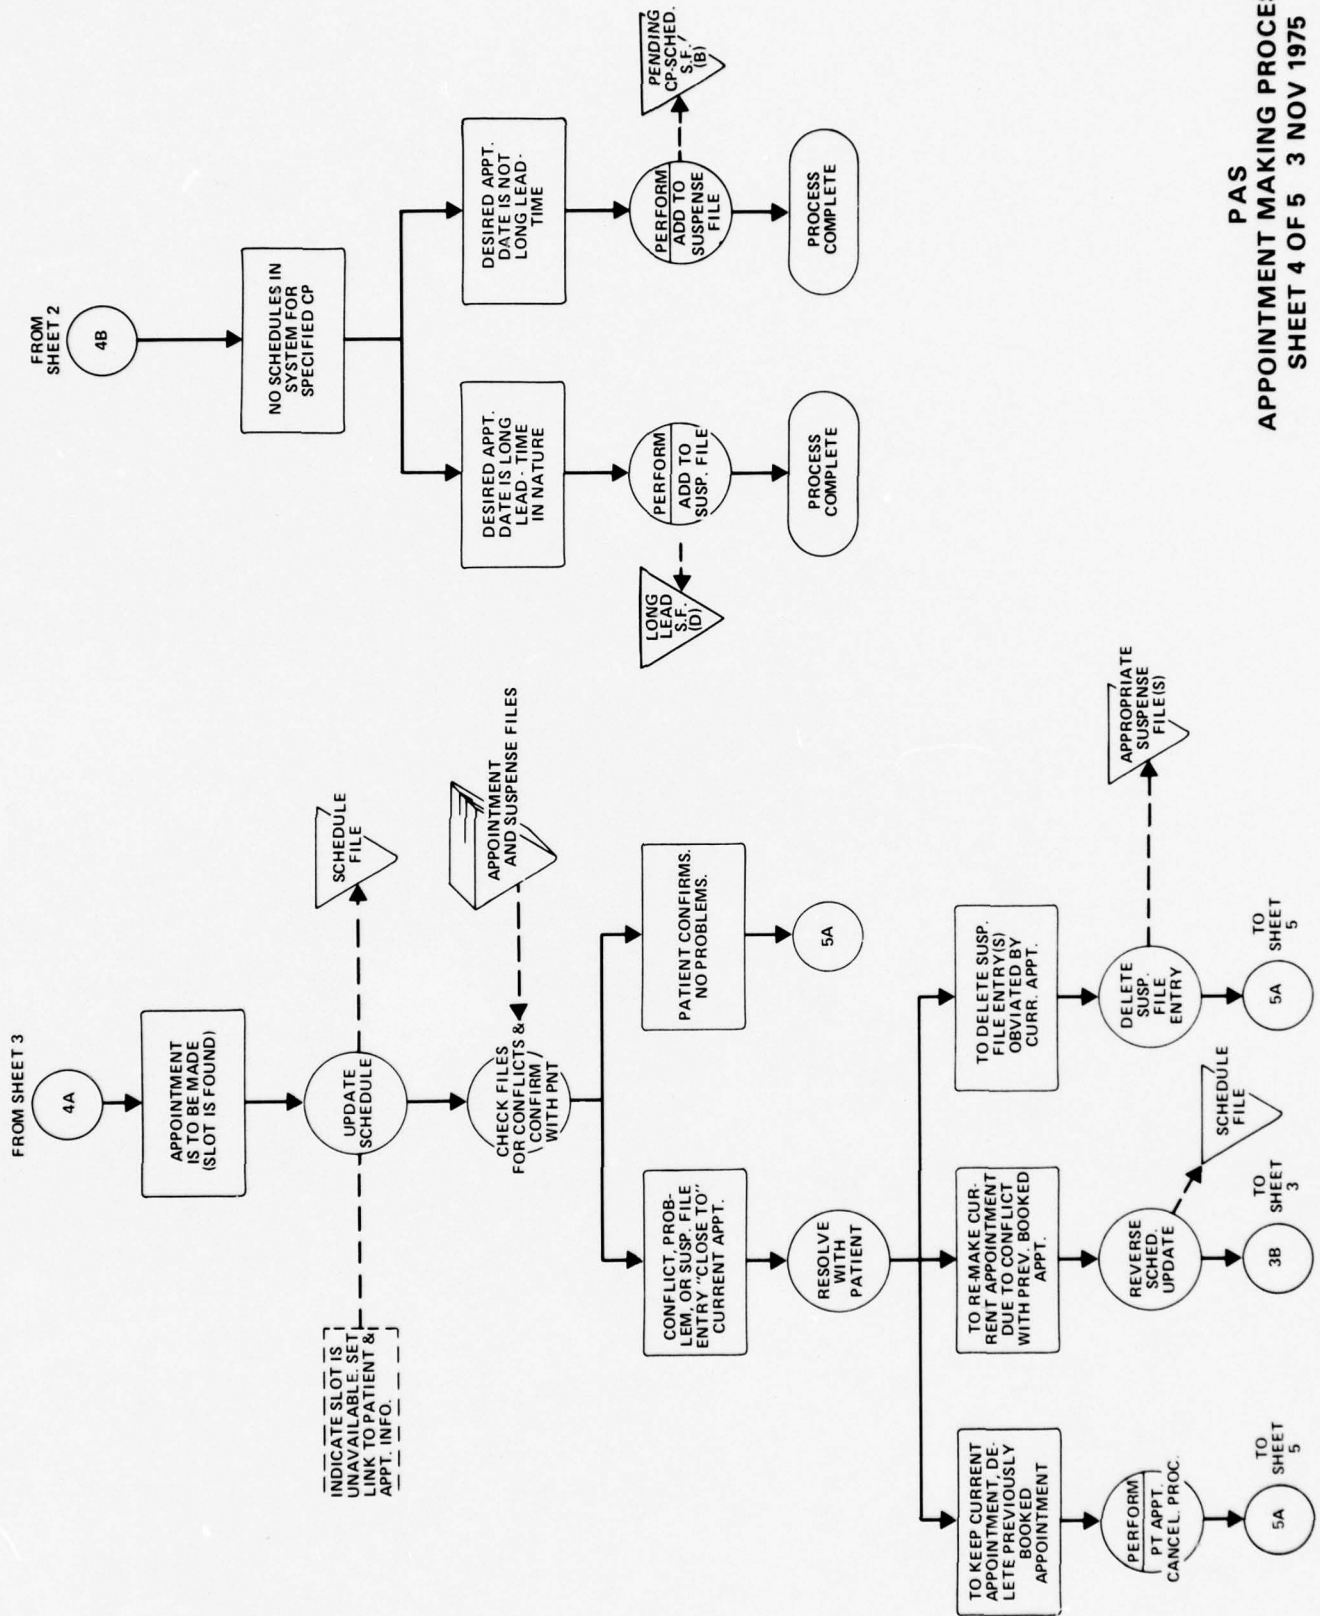 FROM SHEET 3
4A
APPOINTMENT
IS TO BE MADE
(SLOT IS FOUND)
INDICATE SLOT IS
UNAVAILABLE. SET
LINK TO PATIENT &
APPT. INFO.
UPDATE
SCHEDULE
SCHEDULE
FILE
CHECK FILES
FOR CONFLICTS &
CONFIRM
WITH PNT
APPOINTMENT
AND SUSPENSE FILES
CONFLICT, PROB-
LEM, OR SUSP. FILE
ENTRY "CLOSE TO"
CURRENT APPT.
PATIENT CONFIRMS.
NO PROBLEMS.
RESOLVE
WITH
PATIENT
5A
TO KEEP CURRENT
APPOINTMENT, DE-
LETE PREVIOUSLY
BOOKED
APPOINTMENT
TO RE-MAKE CUR-
RENT APPOINTMENT
DUE TO CONFLICT
WITH PREV. BOOKED
APPT.
TO DELETE SUSP.
FILE ENTRY(S)
OBVIATED BY
CURR. APPT.
PERFORM
PT APPT.
CANCEL. PROC.
REVERSE
SCHED.
UPDATE
SCHEDULE
FILE
DELETE
SUSP.
FILE
ENTRY
APPROPRIATE
SUSPENSE
FILE(S)
5A
TO
SHEET
5
3B
TO
SHEET
3
5A
TO
SHEET
5
FROM
SHEET 2
4B
NO SCHEDULES IN
SYSTEM FOR
SPECIFIED CP
DESIRED APPT.
DATE IS LONG
LEAD - TIME
IN NATURE
DESIRED APPT.
DATE IS NOT
LONG LEAD-
TIME
LONG
LEAD
S.F.
(D)
PERFORM
ADD TO
SUSP. FILE
PERFORM
ADD TO
SUSPENSE
FILE
PENDING
CP-SCHED.
S.F.
(B)
PROCESS
COMPLETE
PROCESS
COMPLETE
PAS
APPOINTMENT MAKING PROCE
SHEET 4 OF 5 3 NOV 1975